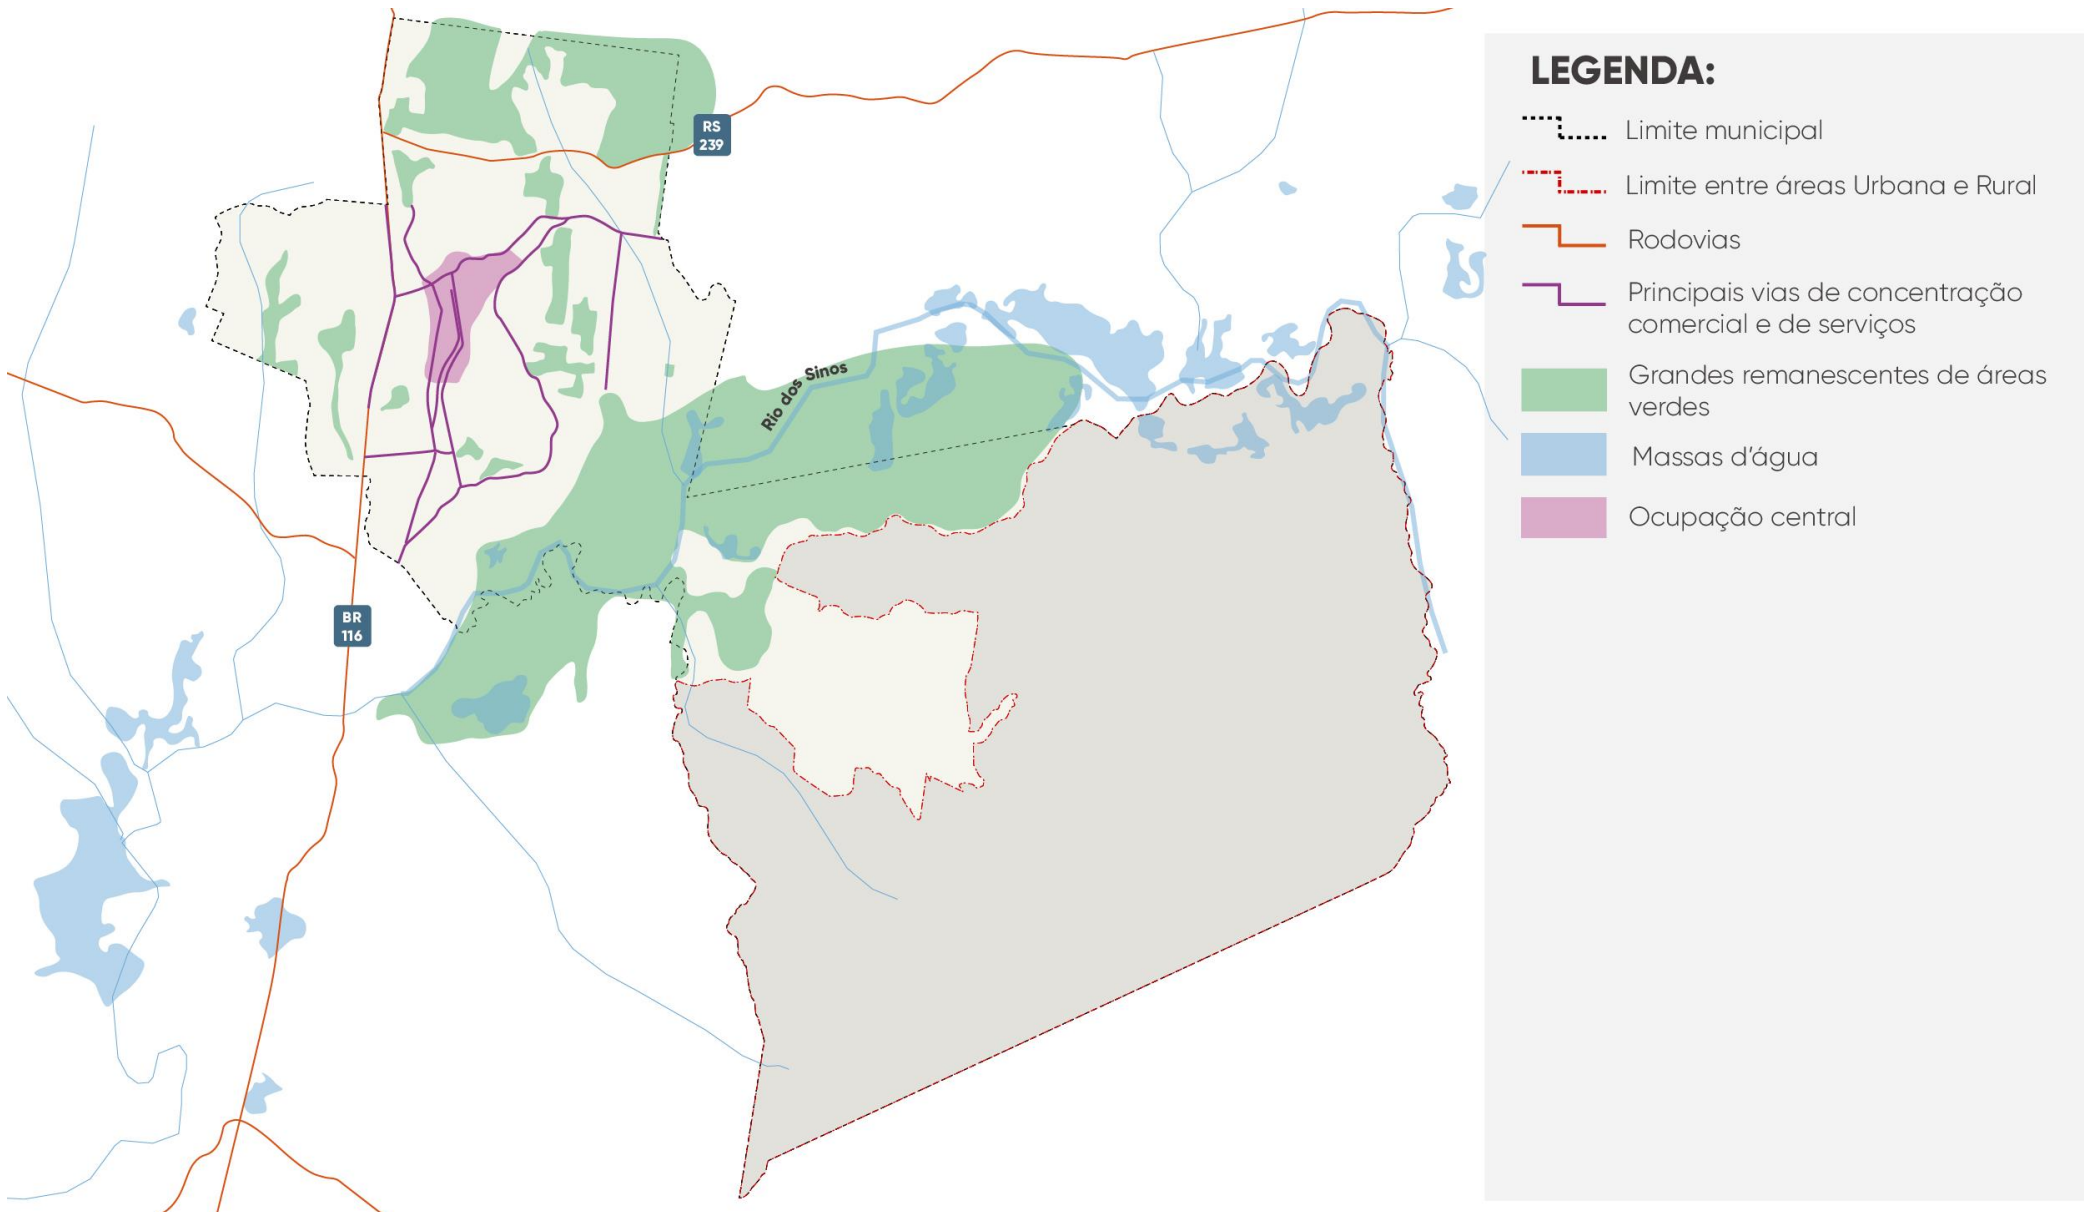 RS
239
Rio dos Sinos
BR
116
LEGENDA:
Limite municipal
Limite entre áreas Urbana e Rural
Rodovias
Principais vias de concentração
comercial e de serviços
Grandes remanescentes de áreas
verdes
Massas d'água
Ocupação central